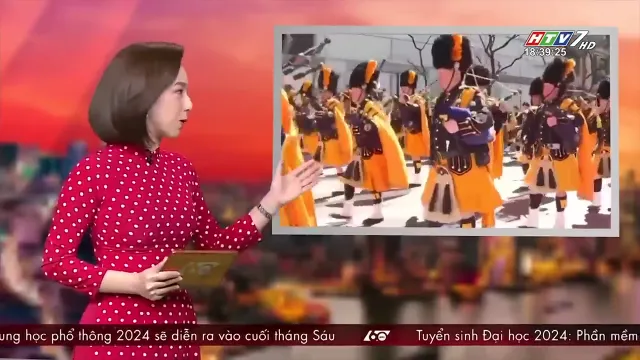 HTV7 HD
18:39:25
ung học phổ thông 2024 sẽ diễn ra vào cuối tháng Sáu 60 Tuyển sinh Đại học 2024: Phần mềm